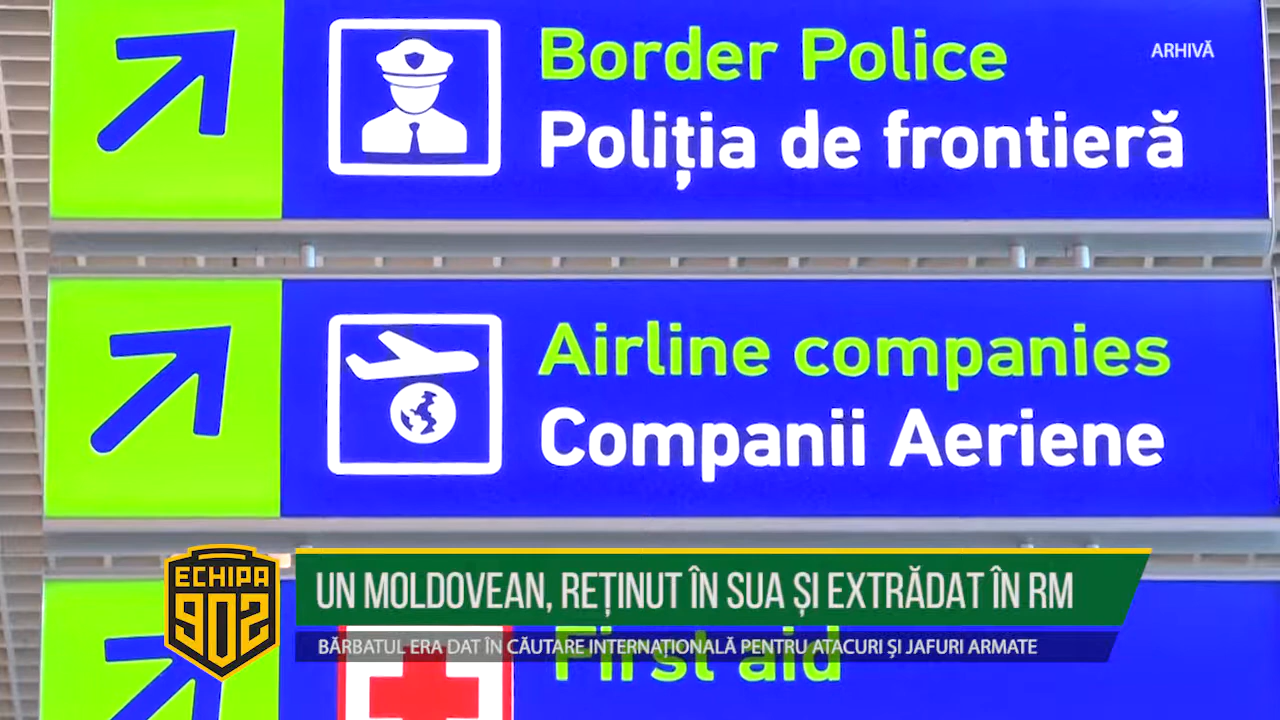 Border Police
ARHIVĂ
Poliția de frontieră
Airline companies
Companii Aeriene
ECHIPA
902
UN MOLDOVEAN, REȚINUT ÎN SUA ȘI EXTRĂDAT ÎN RM
BĂRBATUL ERA DAT ÎN CĂUTARE INTERNAȚIONALĂ PENTRU ATACURI ȘI JAFURI ARMATE
First aid